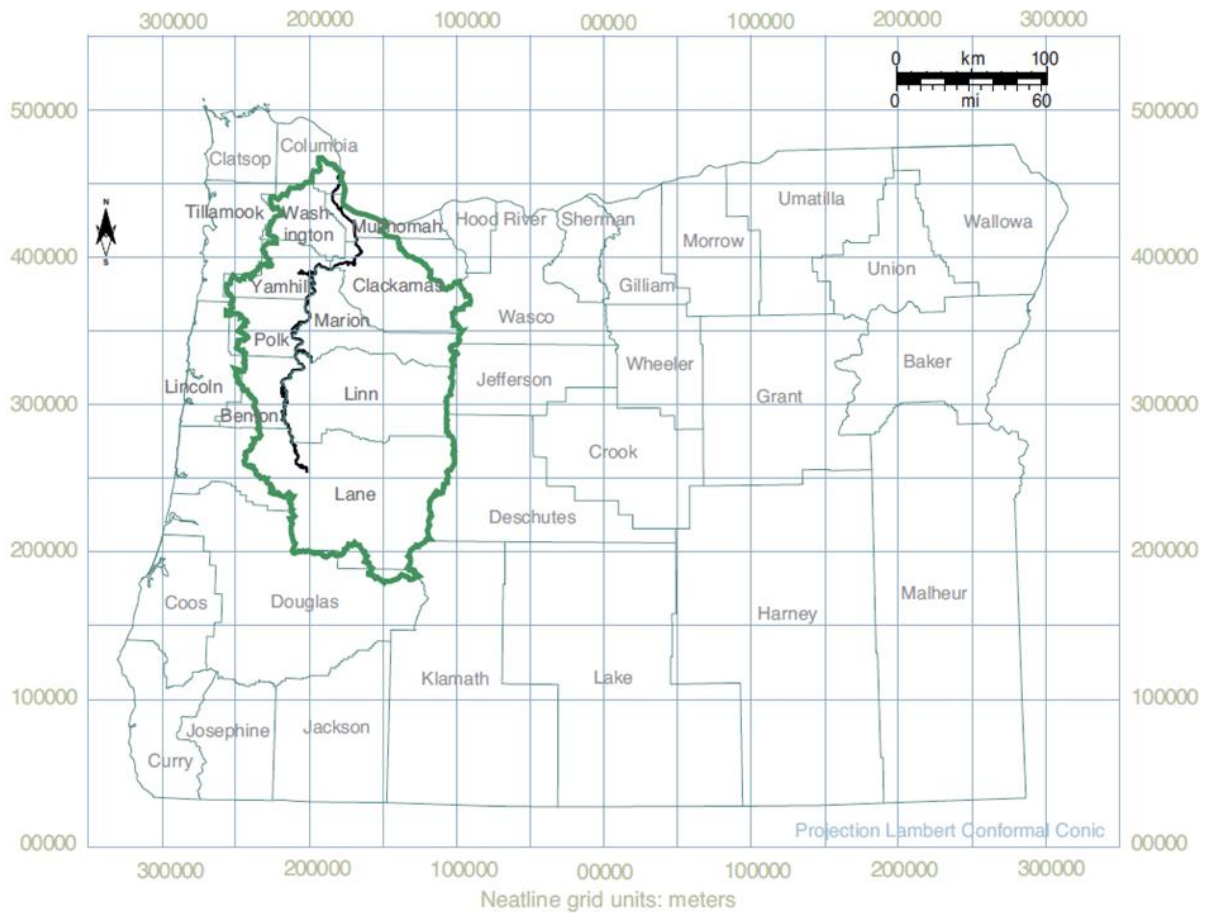 300000 200000 100000 00000 100000 200000 300000
0 km 100
0 mi 60
500000 500000
Columbia
Clatsop
Umatilla
Tillamook Wash- Hood River Sherman Wallowa
ington Multnomah
Morrow
400000 400000
Union
Yamhill Clackamas Gilliam
Marion Wasco
Polk
Wheeler Baker
Lincoln Jefferson
Linn Grant
300000 300000
Benton
Crook
Lane
Deschutes
200000 200000
Coos Douglas Malheur
Harney
Klamath Lake
100000 100000
Josephine Jackson
Curry
Projection Lambert Conformal Conic
00000 00000
300000 200000 100000 00000 100000 200000 300000
Neatline grid units: meters
N
S